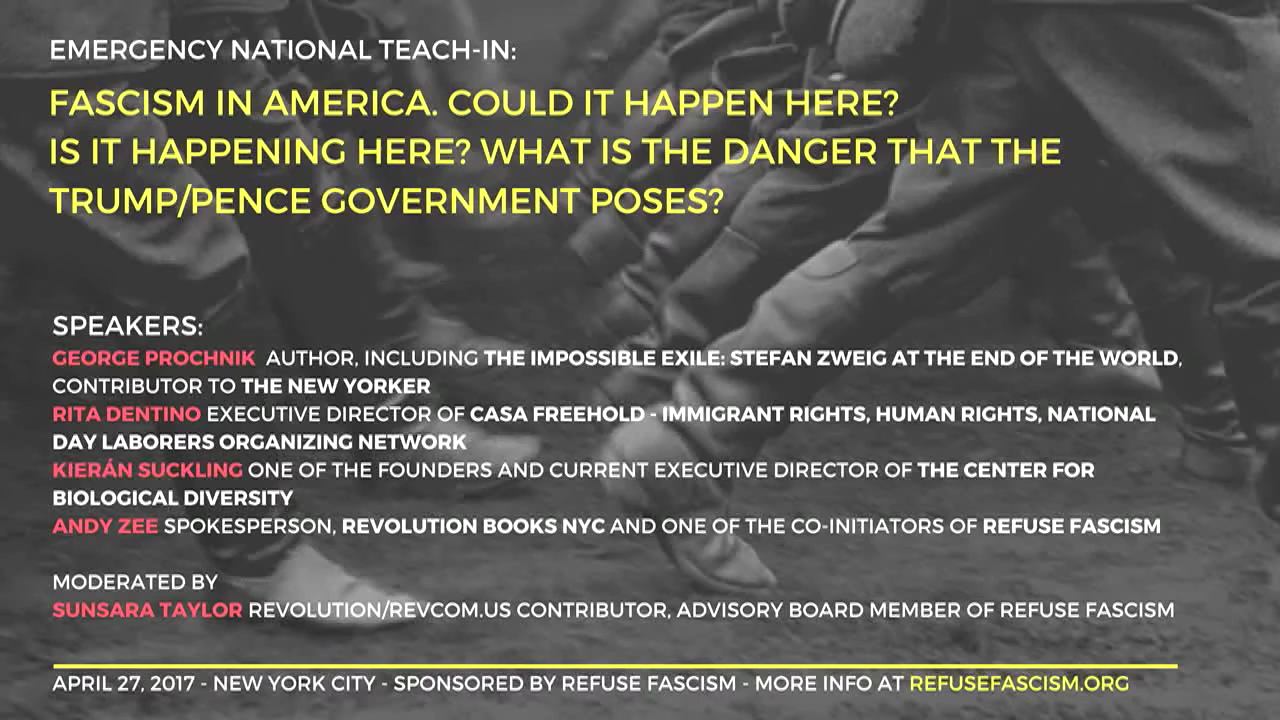 EMERGENCY NATIONAL TEACH-IN:
FASCISM IN AMERICA. COULD IT HAPPEN HERE?
IS IT HAPPENING HERE? WHAT IS THE DANGER THAT THE
TRUMP/PENCE GOVERNMENT POSES?
SPEAKERS:
GEORGE PROCHNIK AUTHOR, INCLUDING THE IMPOSSIBLE EXILE: STEFAN ZWEIG AT THE END OF THE WORLD,
CONTRIBUTOR TO THE NEW YORKER
RITA DENTINO EXECUTIVE DIRECTOR OF CASA FREEHOLD - IMMIGRANT RIGHTS, HUMAN RIGHTS, NATIONAL
DAY LABORERS ORGANIZING NETWORK
KIERÁN SUCKLING ONE OF THE FOUNDERS AND CURRENT EXECUTIVE DIRECTOR OF THE CENTER FOR
BIOLOGICAL DIVERSITY
ANDY ZEE SPOKESPERSON, REVOLUTION BOOKS NYC AND ONE OF THE CO-INITIATORS OF REFUSE FASCISM
MODERATED BY
SUNSARA TAYLOR REVOLUTION/REVCOM.US CONTRIBUTOR, ADVISORY BOARD MEMBER OF REFUSE FASCISM
APRIL 27, 2017 - NEW YORK CITY - SPONSORED BY REFUSE FASCISM - MORE INFO AT REFUSEFASCISM.ORG